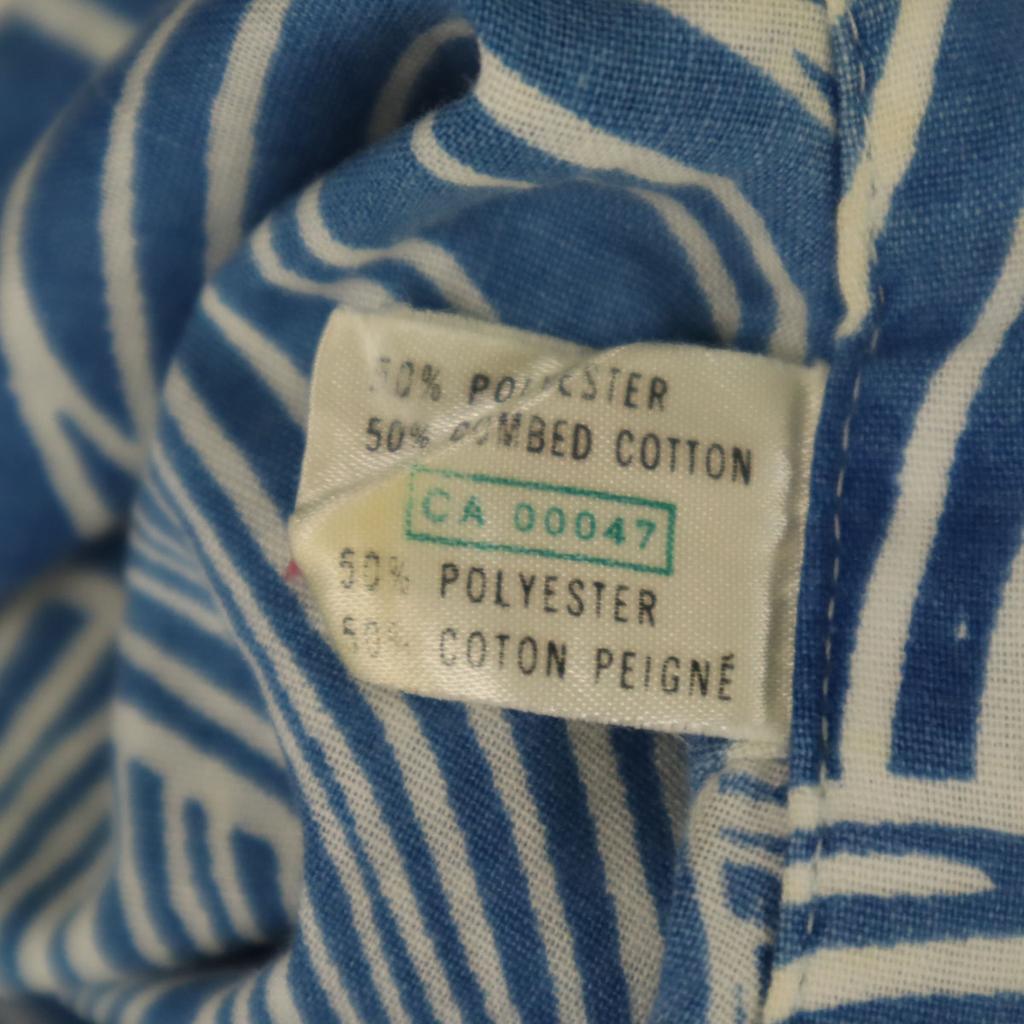 50% POLYESTER
50% COMBED COTTON
CA 00047
50% POLYESTER
50% COTON PEIGNÉ